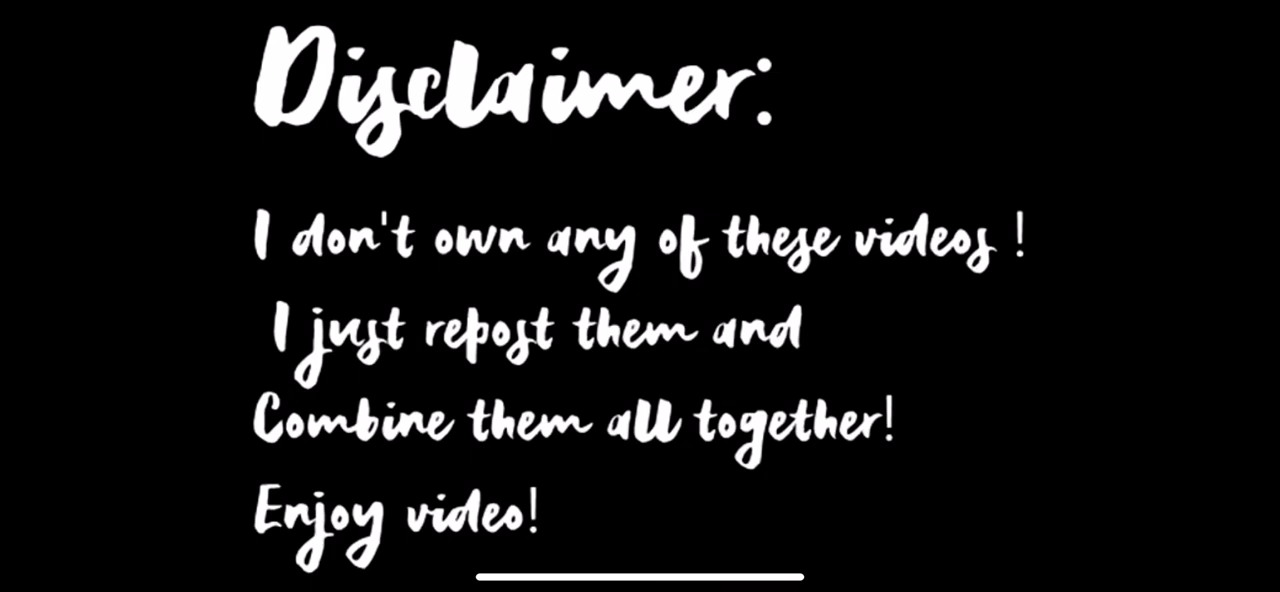 Disclaimer:
I don't own any of these videos !
I just repost them and
Combine them all together!
Enjoy video!